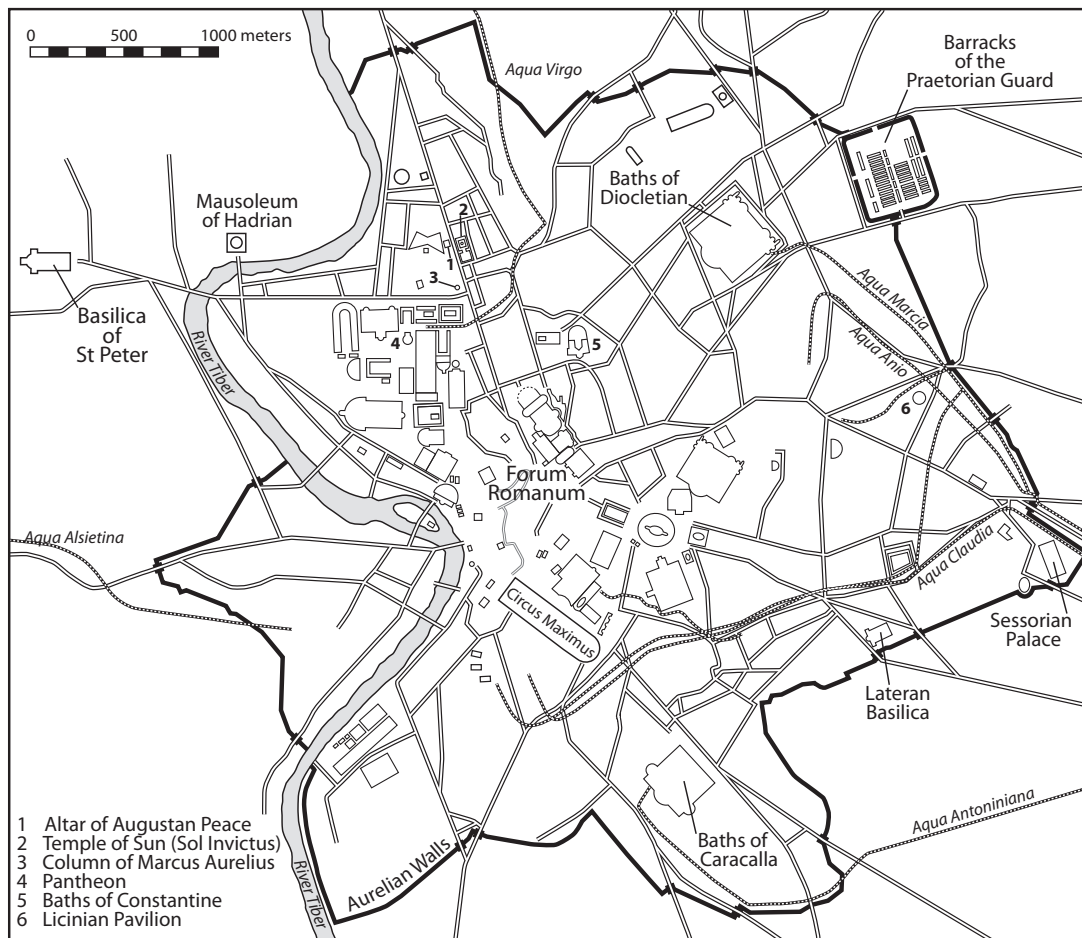 0 500 1000 meters
Aqua Virgo
Barracks
of the
Praetorian Guard
Mausoleum
of Hadrian
2
Baths of
Diocletian
1
3
Basilica
of
St Peter
River Tiber
4
5
Aqua Marcia
Aqua Anio
6
Forum
Romanum
Aqua Alsietina
Aqua Claudia
Circus Maximus
Sessorian
Palace
Lateran
Basilica
Aqua Antoniniana
Baths of
Caracalla
Aurelian Walls
River Tiber
1 Altar of Augustan Peace
2 Temple of Sun (Sol Invictus)
3 Column of Marcus Aurelius
4 Pantheon
5 Baths of Constantine
6 Licinian Pavilion